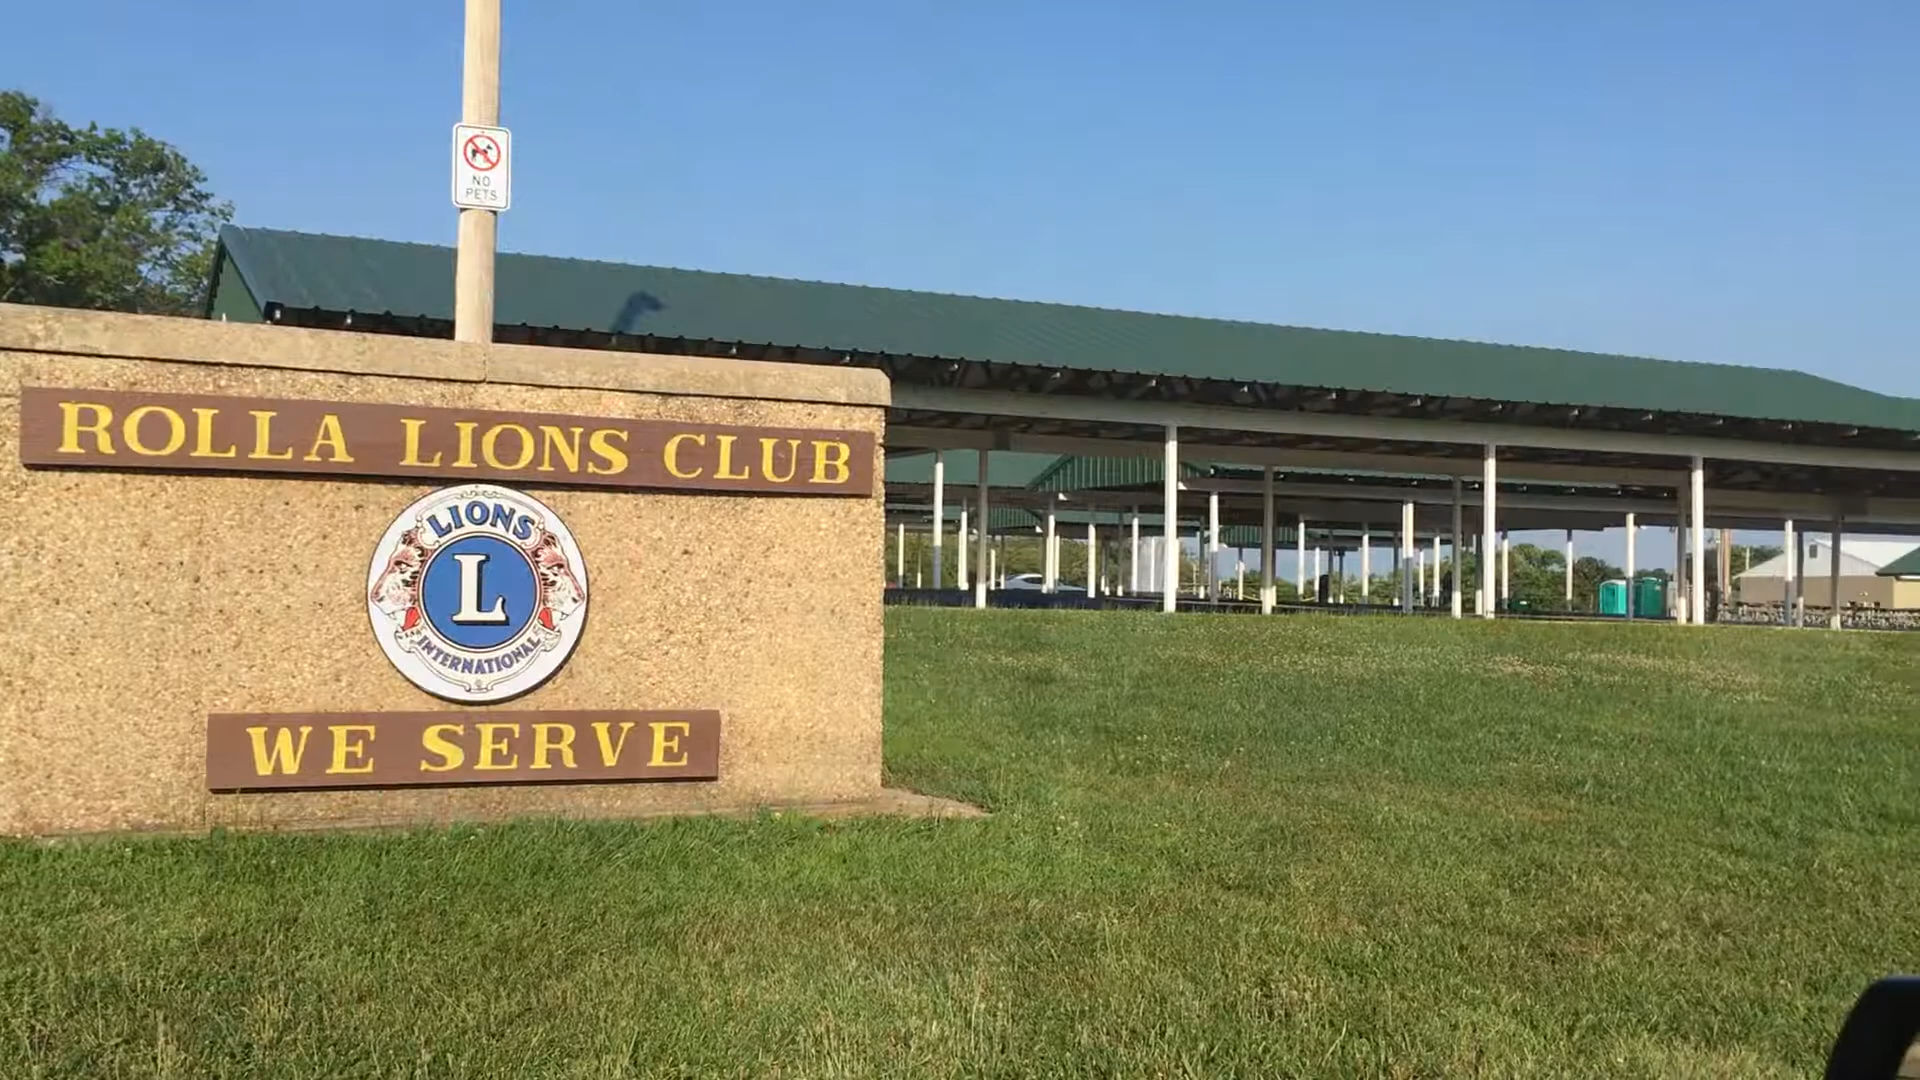 NO
PETS
ROLLA LIONS CLUB
LIONS
L
INTERNATIONAL
WE SERVE